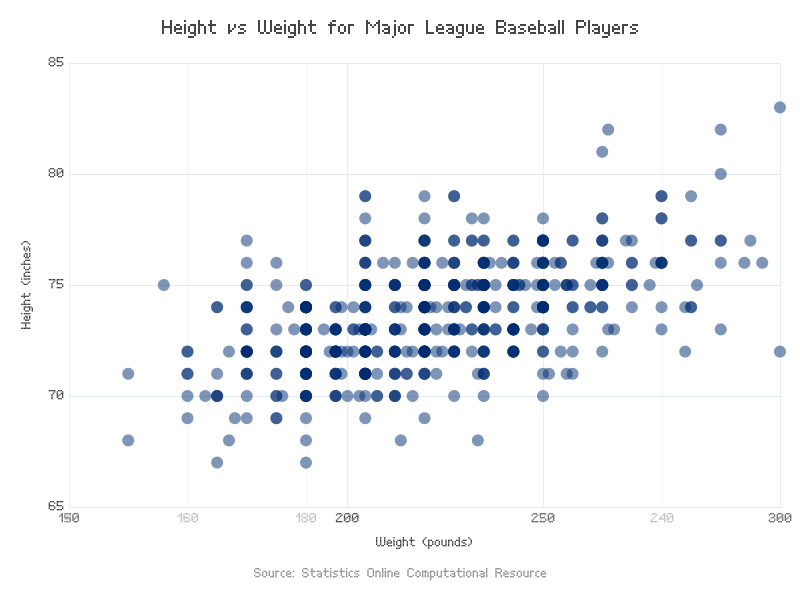 Height vs Weight for Major League Baseball Players
85
80
75
70
65
Height (inches)
150 160 180 200 250 240 300
Weight (pounds)
Source: Statistics Online Computational Resource